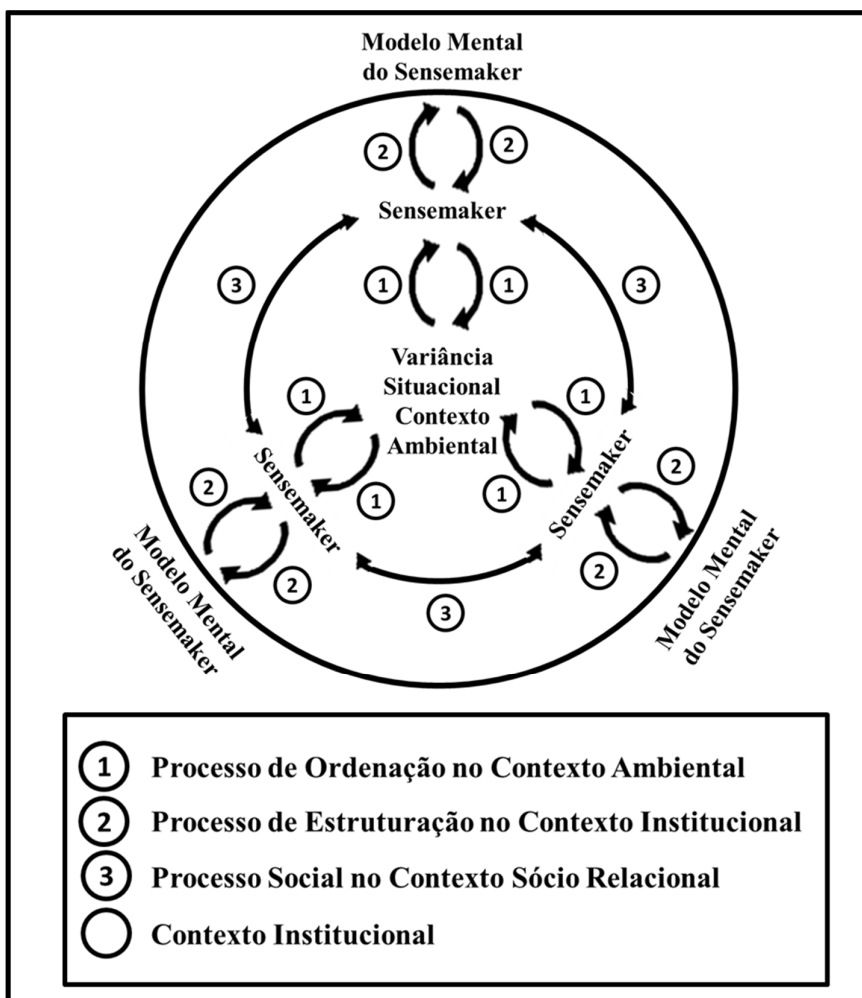 Modelo Mental
do Sensemaker
2
2
Sensemaker
3
1
1
3
Variância
Situacional
Contexto
Ambiental
1
1
Sensemaker
1
1
Sensemaker
2
2
2
2
Modelo Mental
do Sensemaker
3
Modelo Mental
do Sensemaker
1 Processo de Ordenação no Contexto Ambiental
2 Processo de Estruturação no Contexto Institucional
3 Processo Social no Contexto Sócio Relacional
Contexto Institucional